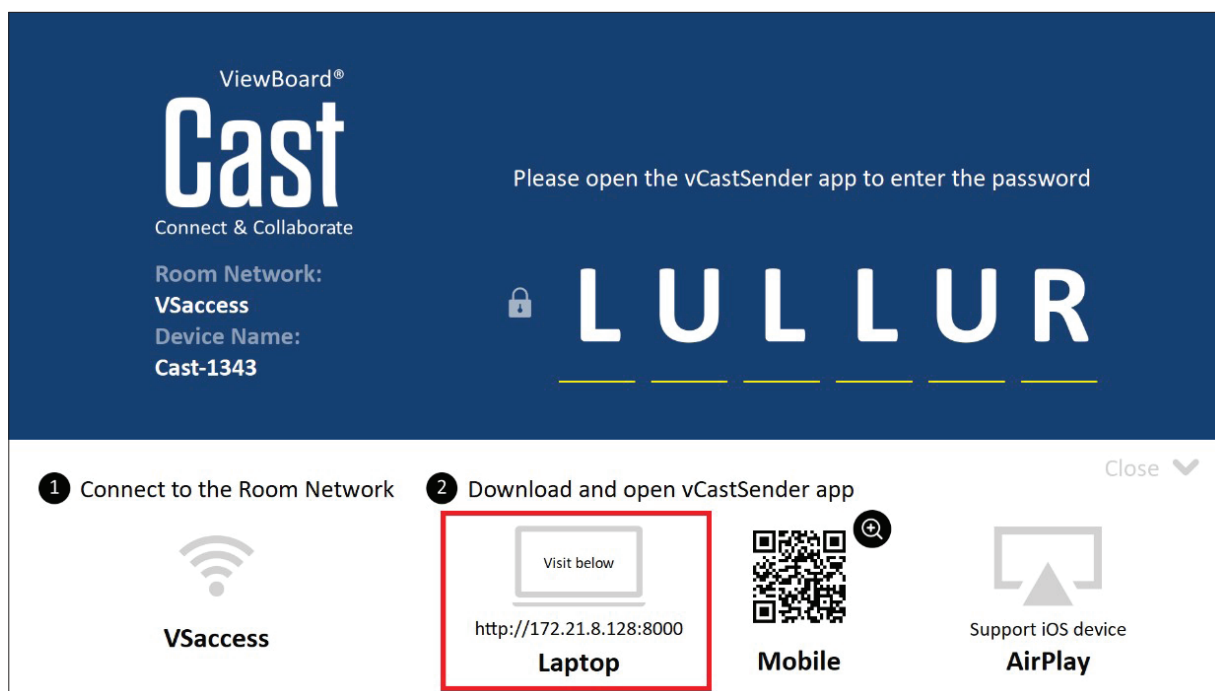 ViewBoard®
Cast
Connect & Collaborate
Room Network:
VSaccess
Device Name:
Cast-1343
Please open the vCastSender app to enter the password
L U L L U R
Close
1 Connect to the Room Network
VSaccess
2 Download and open vCastSender app
Visit below
http://172.21.8.128:8000
Laptop
Mobile
Support iOS device
AirPlay